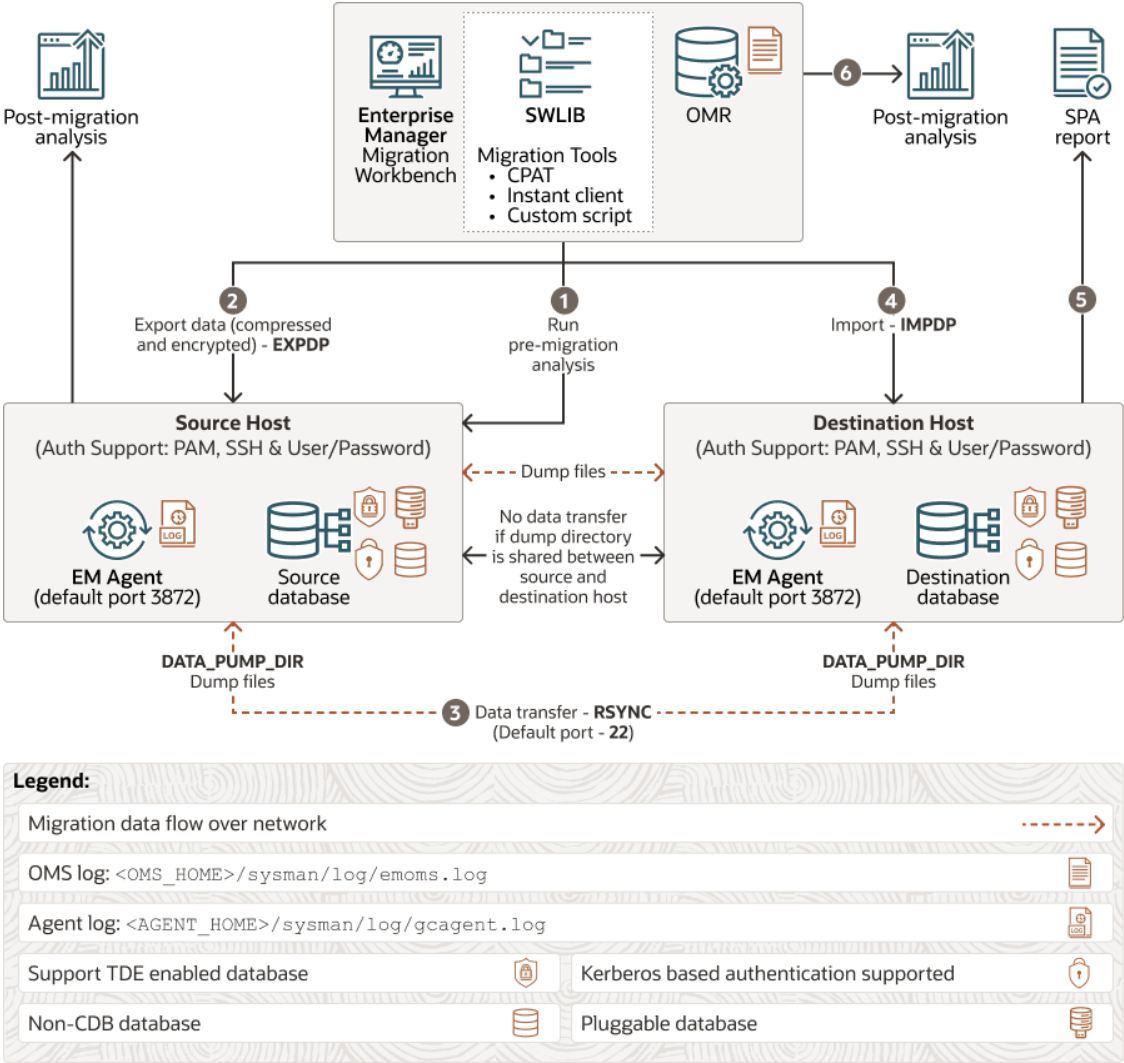 Post-migration
analysis
Enterprise
Manager
Migration
Workbench
SWLIB
Migration Tools
• CPAT
• Instant client
• Custom script
OMR
6
Post-migration
analysis
SPA
report
2
Export data (compressed
and encrypted) - EXPDP
1
Run
pre-migration
analysis
4
Import - IMPDP
5
Source Host
(Auth Support: PAM, SSH & User/Password)
LOG
EM Agent
(default port 3872)
Source
database
Dump files
No data transfer
if dump directory
is shared between
source and
destination host
Destination Host
(Auth Support: PAM, SSH & User/Password)
LOG
EM Agent
(default port 3872)
Destination
database
DATA_PUMP_DIR
Dump files
DATA_PUMP_DIR
Dump files
3 Data transfer - RSYNC
(Default port - 22)
Legend:
Migration data flow over network
OMS log: <OMS_HOME>/sysman/log/emoms.log
Agent log: <AGENT_HOME>/sysman/log/gcagent.log
LOG
Support TDE enabled database
Kerberos based authentication supported
Non-CDB database
Pluggable database